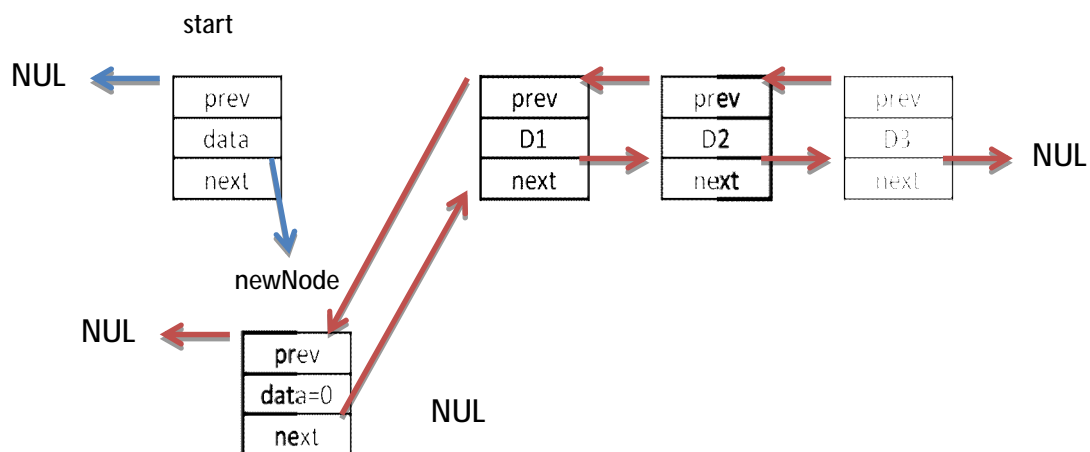 start
NUL
prev
data
next
prev
D1
next
prev
D2
next
prev
D3
next
NUL
newNode
NUL
prev
data=0
next
NUL